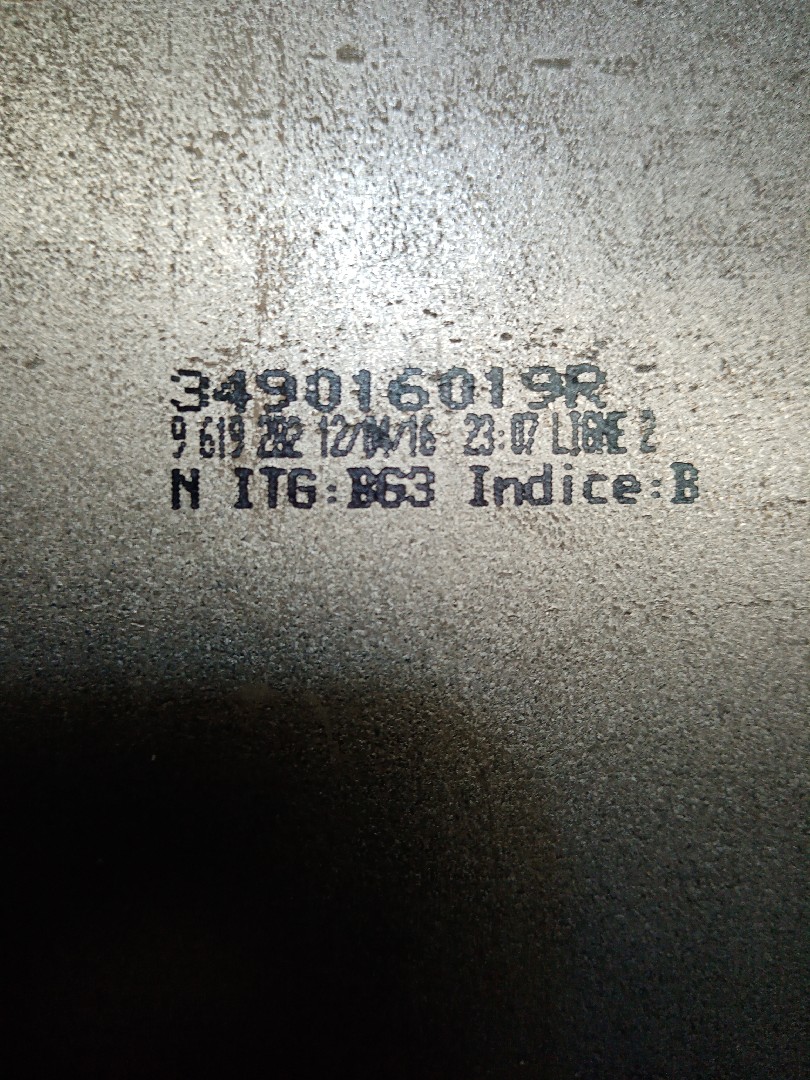 349016019R
9 619 282 12/04/16 23:07 LIGNE 2
N ITG:B63 Indice:B